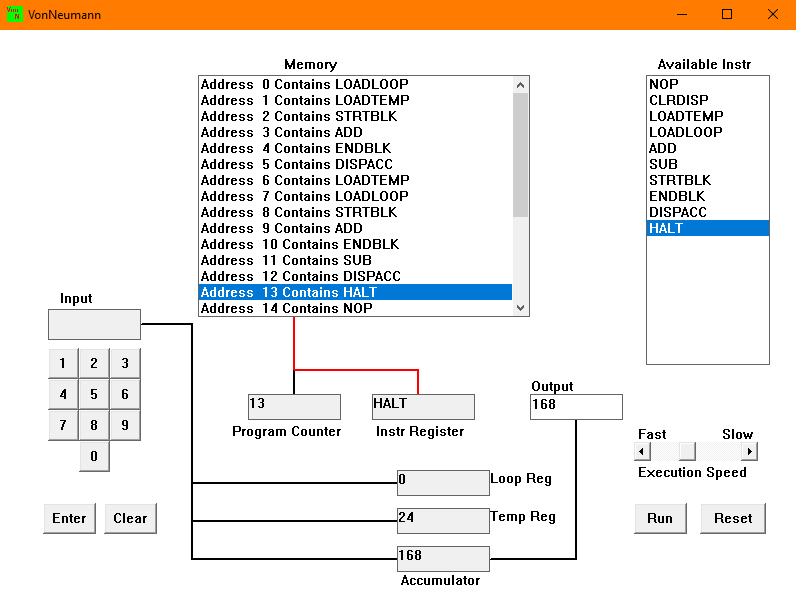 VonNeumann
Memory
Available Instr
Address 0 Contains LOADLOOP
Address 1 Contains LOADTEMP
Address 2 Contains STRTBLK
Address 3 Contains ADD
Address 4 Contains ENDBLK
Address 5 Contains DISPACC
Address 6 Contains LOADTEMP
Address 7 Contains LOADLOOP
Address 8 Contains STRTBLK
Address 9 Contains ADD
Address 10 Contains ENDBLK
Address 11 Contains SUB
Address 12 Contains DISPACC
Address 13 Contains HALT
Address 14 Contains NOP
NOP
CLRDISP
LOADTEMP
LOADLOOP
ADD
SUB
STRTBLK
ENDBLK
DISPACC
HALT
Input
1 2 3
4 5 6
7 8 9
0
Enter Clear
13
Program Counter
HALT
Instr Register
Output
168
0 Loop Reg
24 Temp Reg
168
Accumulator
Fast Slow
Execution Speed
Run Reset